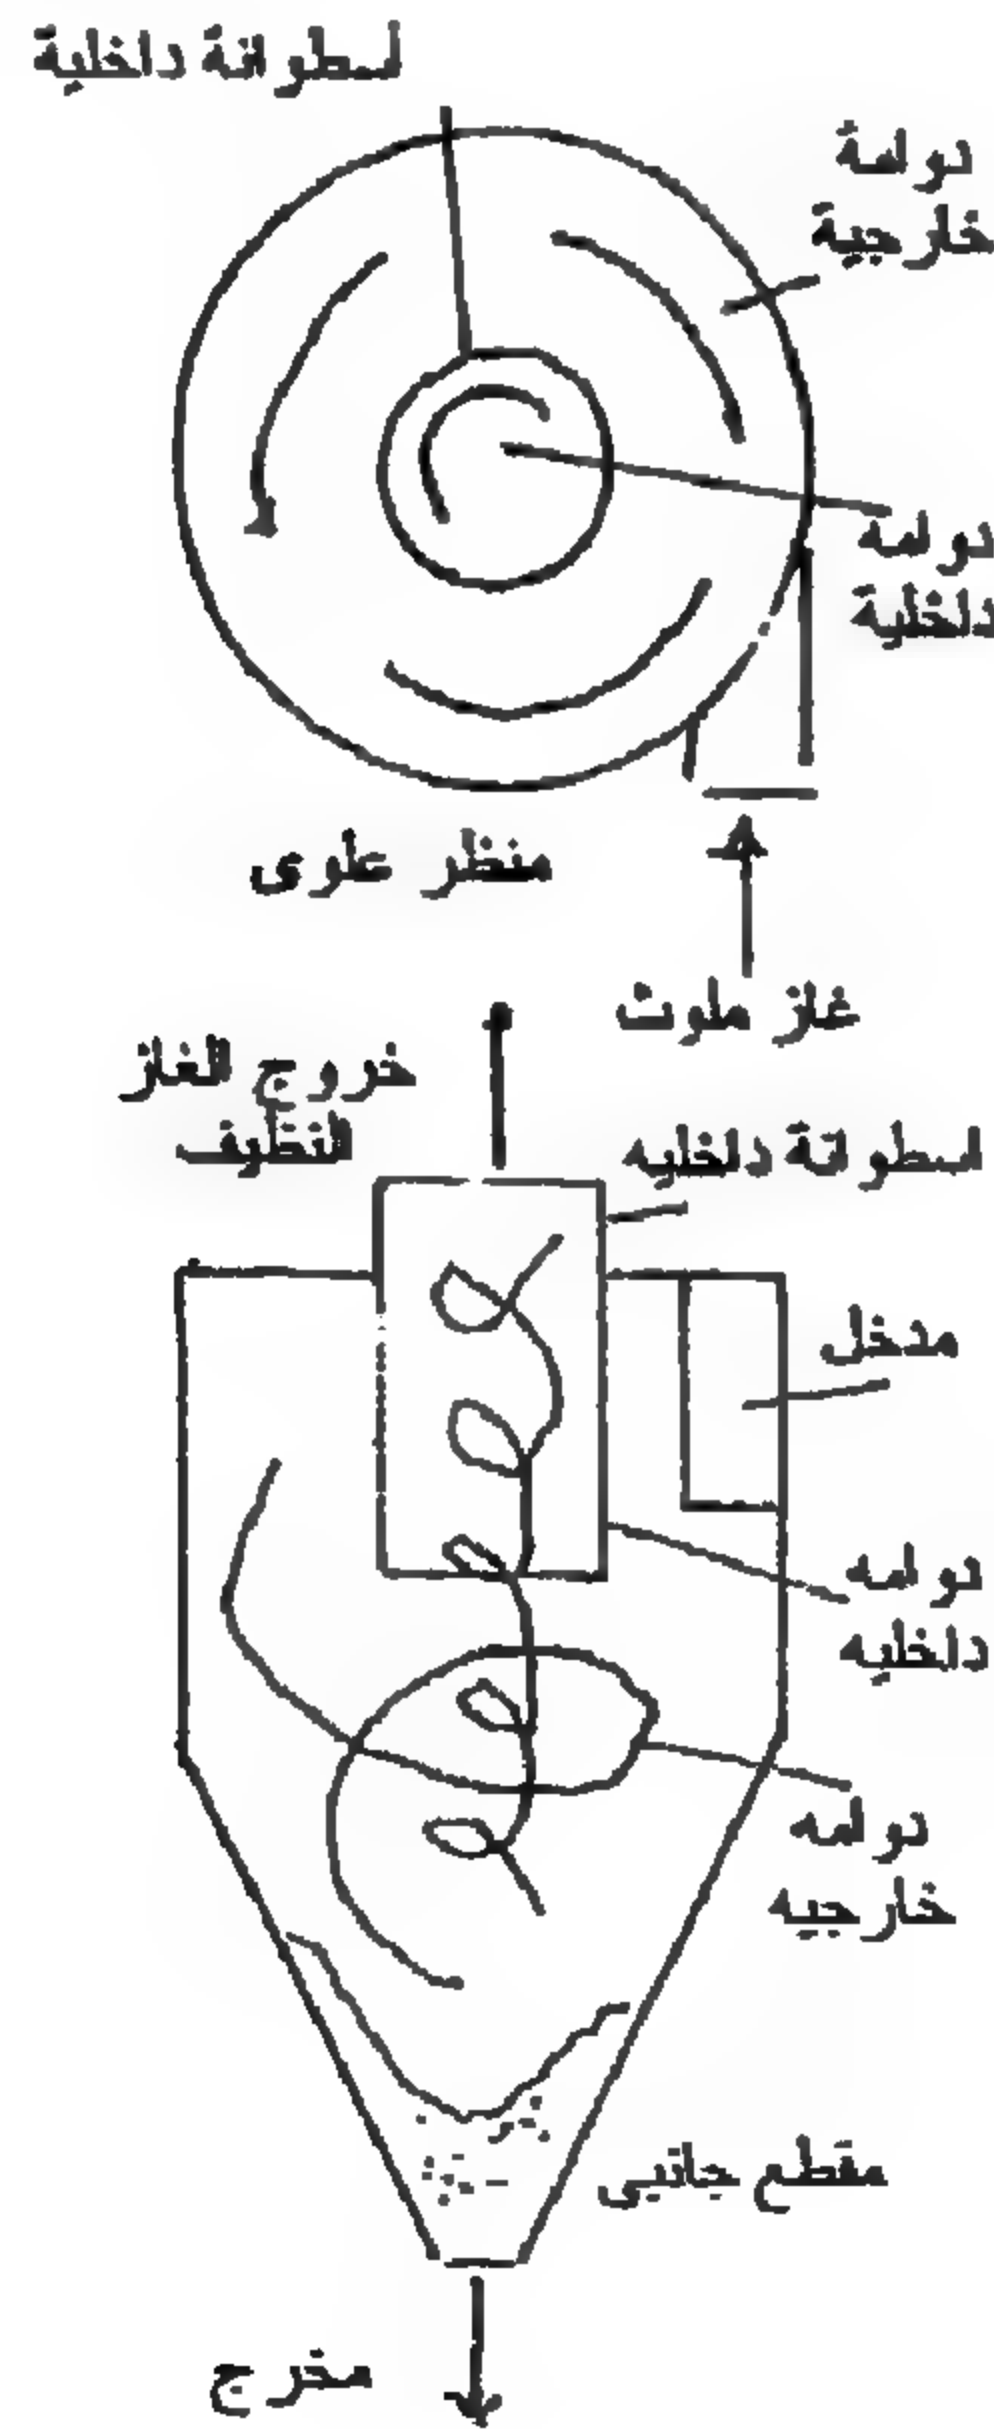 أسطوانة داخلية
دوامة
خارجية
دوامة
داخلية
منظر علوى
غاز ملوث
خروج الغاز
النظيف
اسطوانة داخليه
مدخل
دوامه
داخليه
دوامه
خارجيه
مقطع جانبى
مخرج